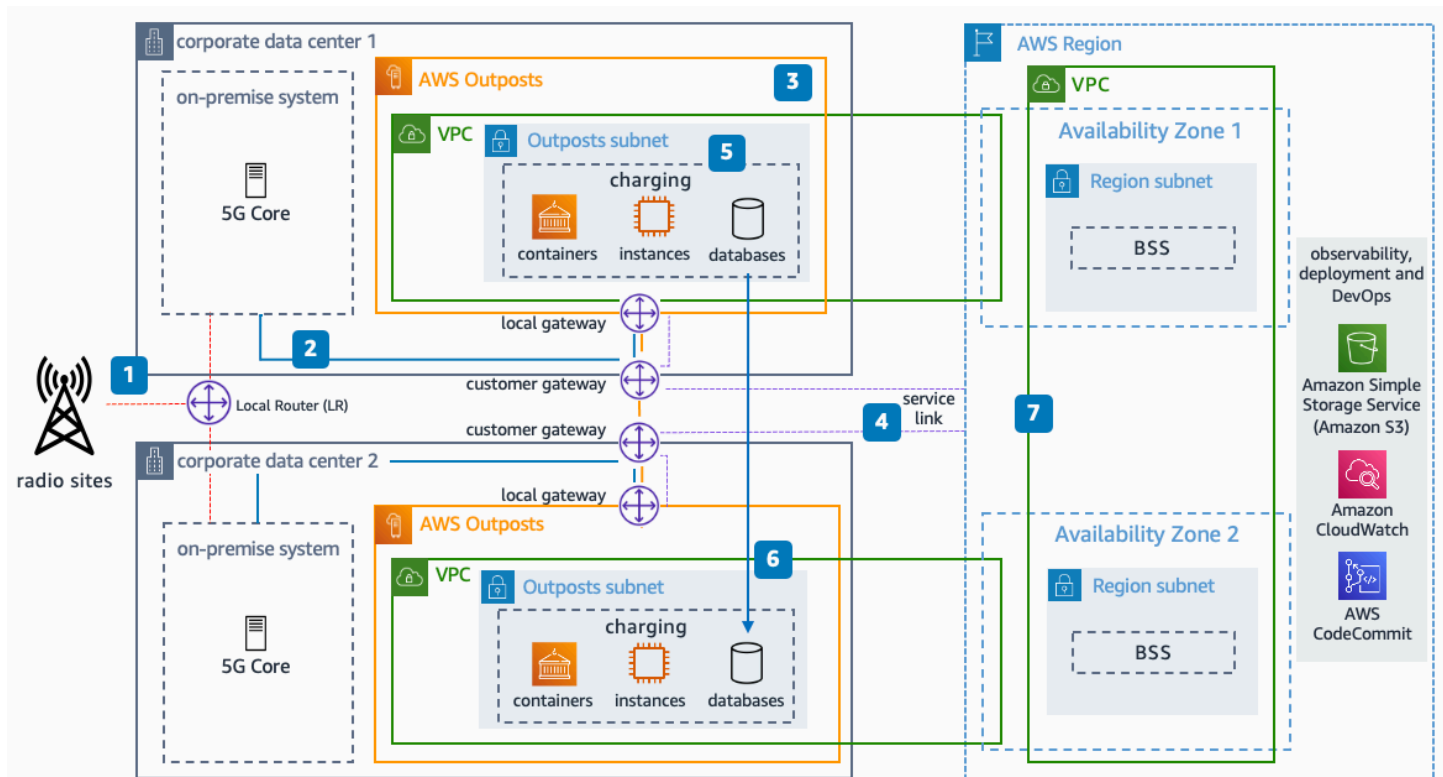 corporate data center 1
on-premise system
5G Core
AWS Outposts
3
VPC
Outposts subnet
5
charging
containers
instances
databases
local gateway
2
1
customer gateway
Local Router (LR)
radio sites
customer gateway
4
service
link
corporate data center 2
local gateway
on-premise system
5G Core
AWS Outposts
6
VPC
Outposts subnet
charging
containers
instances
databases
AWS Region
VPC
Availability Zone 1
Region subnet
BSS
7
Availability Zone 2
Region subnet
BSS
observability,
deployment and
DevOps
Amazon Simple
Storage Service
(Amazon S3)
Amazon
CloudWatch
AWS
CodeCommit